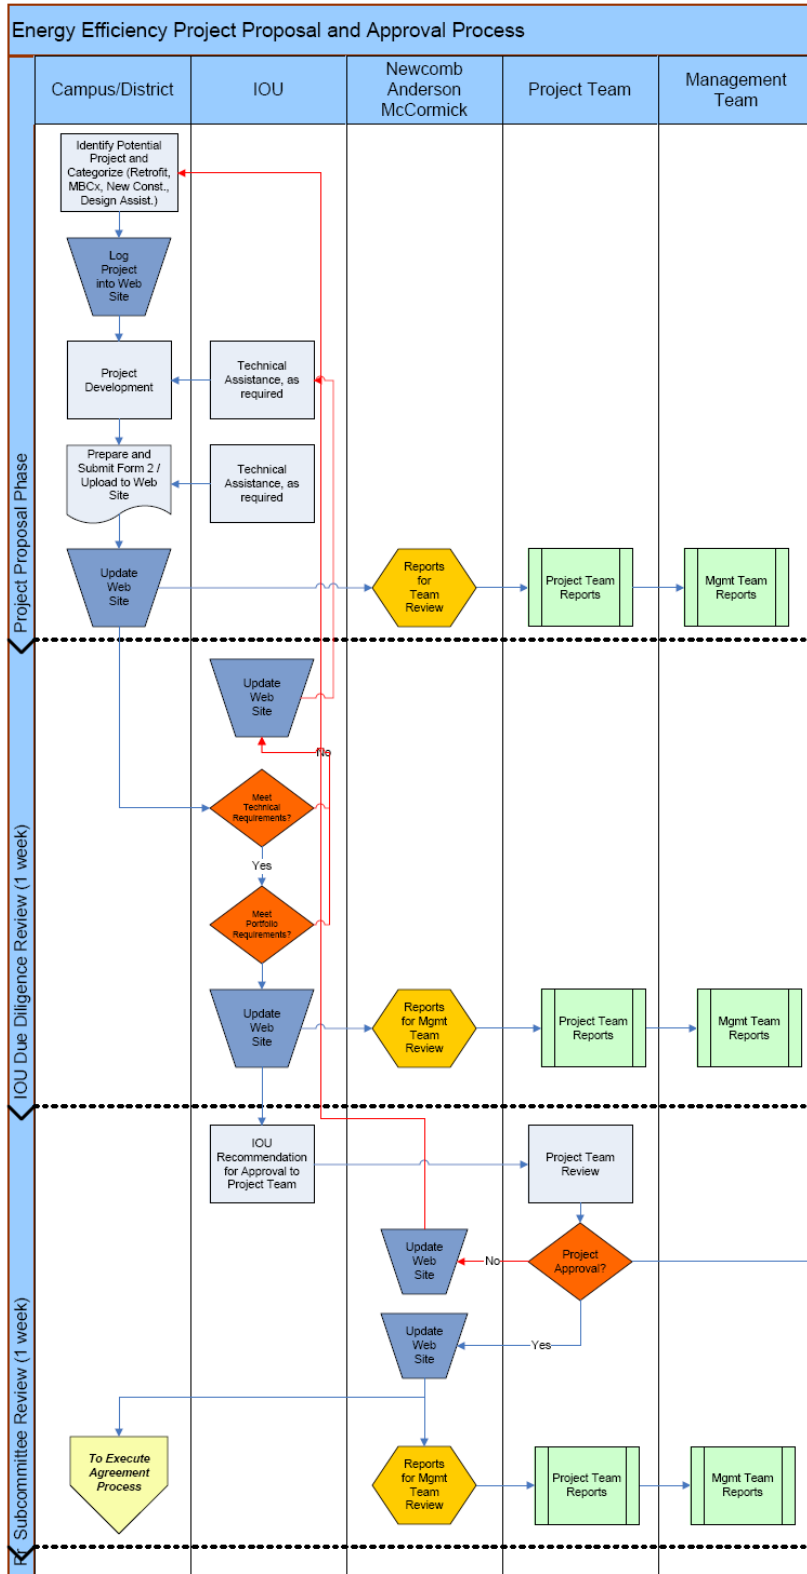 Energy Efficiency Project Proposal and Approval Process
Campus/District
IOU
Newcomb
Anderson
McCormick
Project Team
Management
Team
Project Proposal Phase
Identify Potential
Project and
Categorize (Retrofit,
MBCx, New Const.,
Design Assist.)
Log
Project
into Web
Site
Project
Development
Technical
Assistance, as
required
Prepare and
Submit Form 2 /
Upload to Web
Site
Technical
Assistance, as
required
Update
Web
Site
Reports
for
Team
Review
Project Team
Reports
Mgmt Team
Reports
IOU Due Diligence Review (1 week)
Update
Web
Site
No
Meet
Technical
Requirements?
Yes
Meet
Portfolio
Requirements?
Update
Web
Site
Reports
for Mgmt
Team
Review
Project Team
Reports
Mgmt Team
Reports
Subcommittee Review (1 week)
IOU
Recommendation
for Approval to
Project Team
Project Team
Review
Update
Web
Site
No
Project
Approval?
Update
Web
Site
Yes
To Execute
Agreement
Process
Reports
for Mgmt
Team
Review
Project Team
Reports
Mgmt Team
Reports